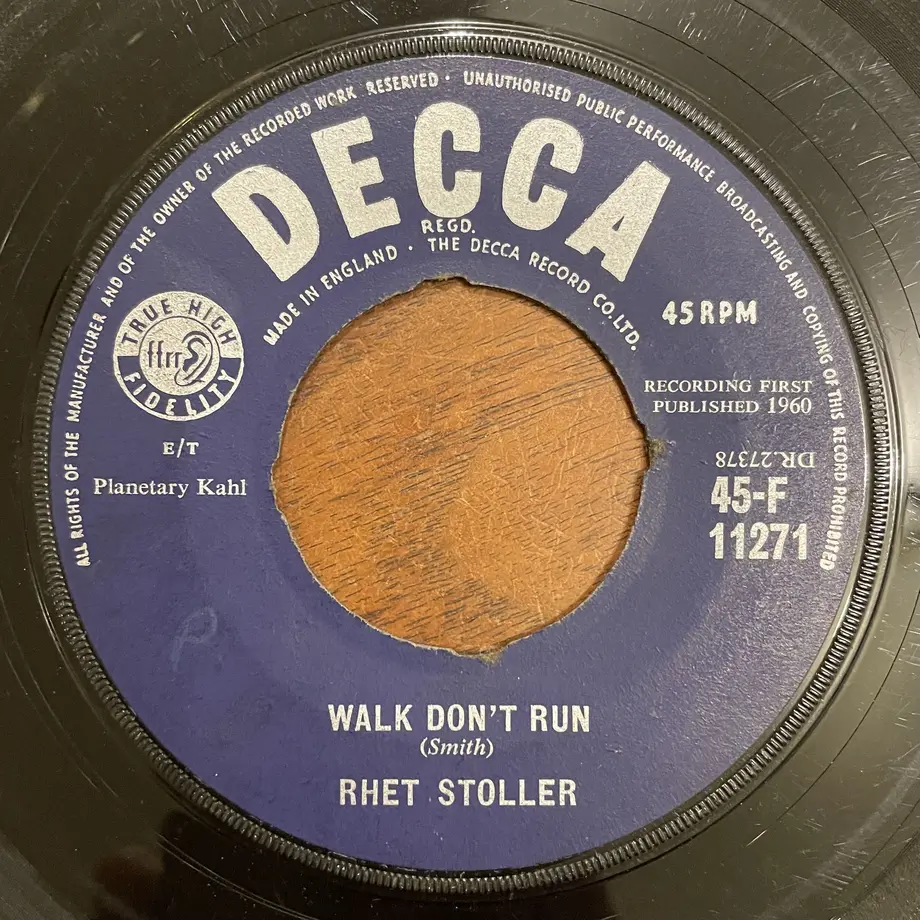 ALL RIGHTS OF THE MANUFACTURER AND OF THE OWNER OF THE RECORDED WORK RESERVED · UNAUTHORISED PUBLIC PERFORMANCE BROADCASTING AND COPYING OF THIS RECORD PROHIBITED
DECCA
REGD.
MADE IN ENGLAND · THE DECCA RECORD CO. LTD.
TRUE HIGH
ffrr
FIDELITY
45 RPM
RECORDING FIRST
PUBLISHED 1960
E/T
Planetary Kahl
DR.27378
45-F
11271
R
WALK DON'T RUN
(Smith)
RHET STOLLER